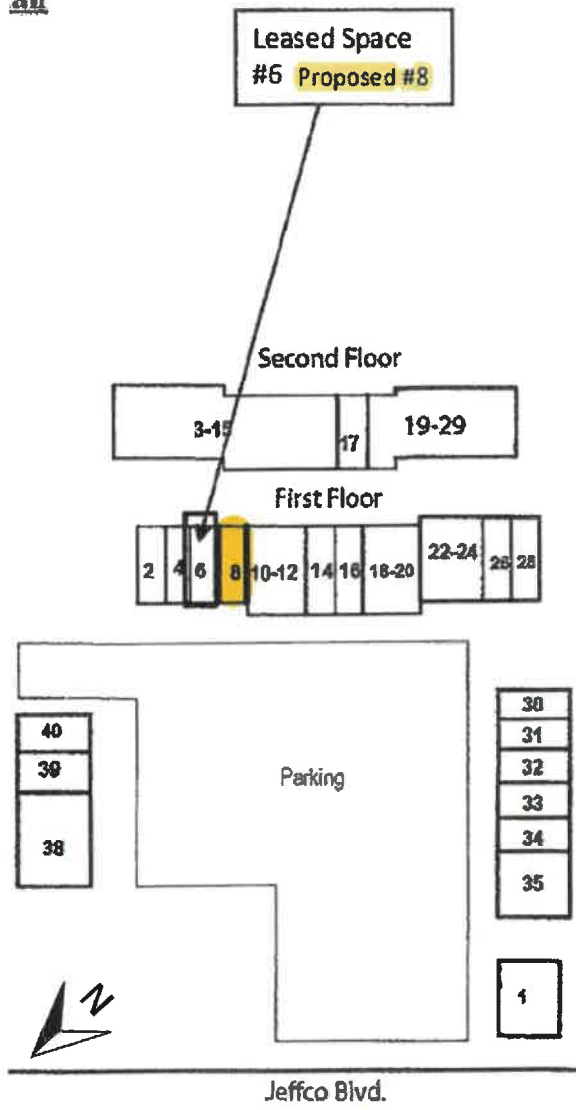 Leased Space
#6 Proposed #8
Second Floor
3-15 17 19-29
First Floor
2 4 6 8 10-12 14 16 18-20 22-24 26 28
40
39
38
Parking
30
31
32
33
34
35
N
Jeffco Blvd.